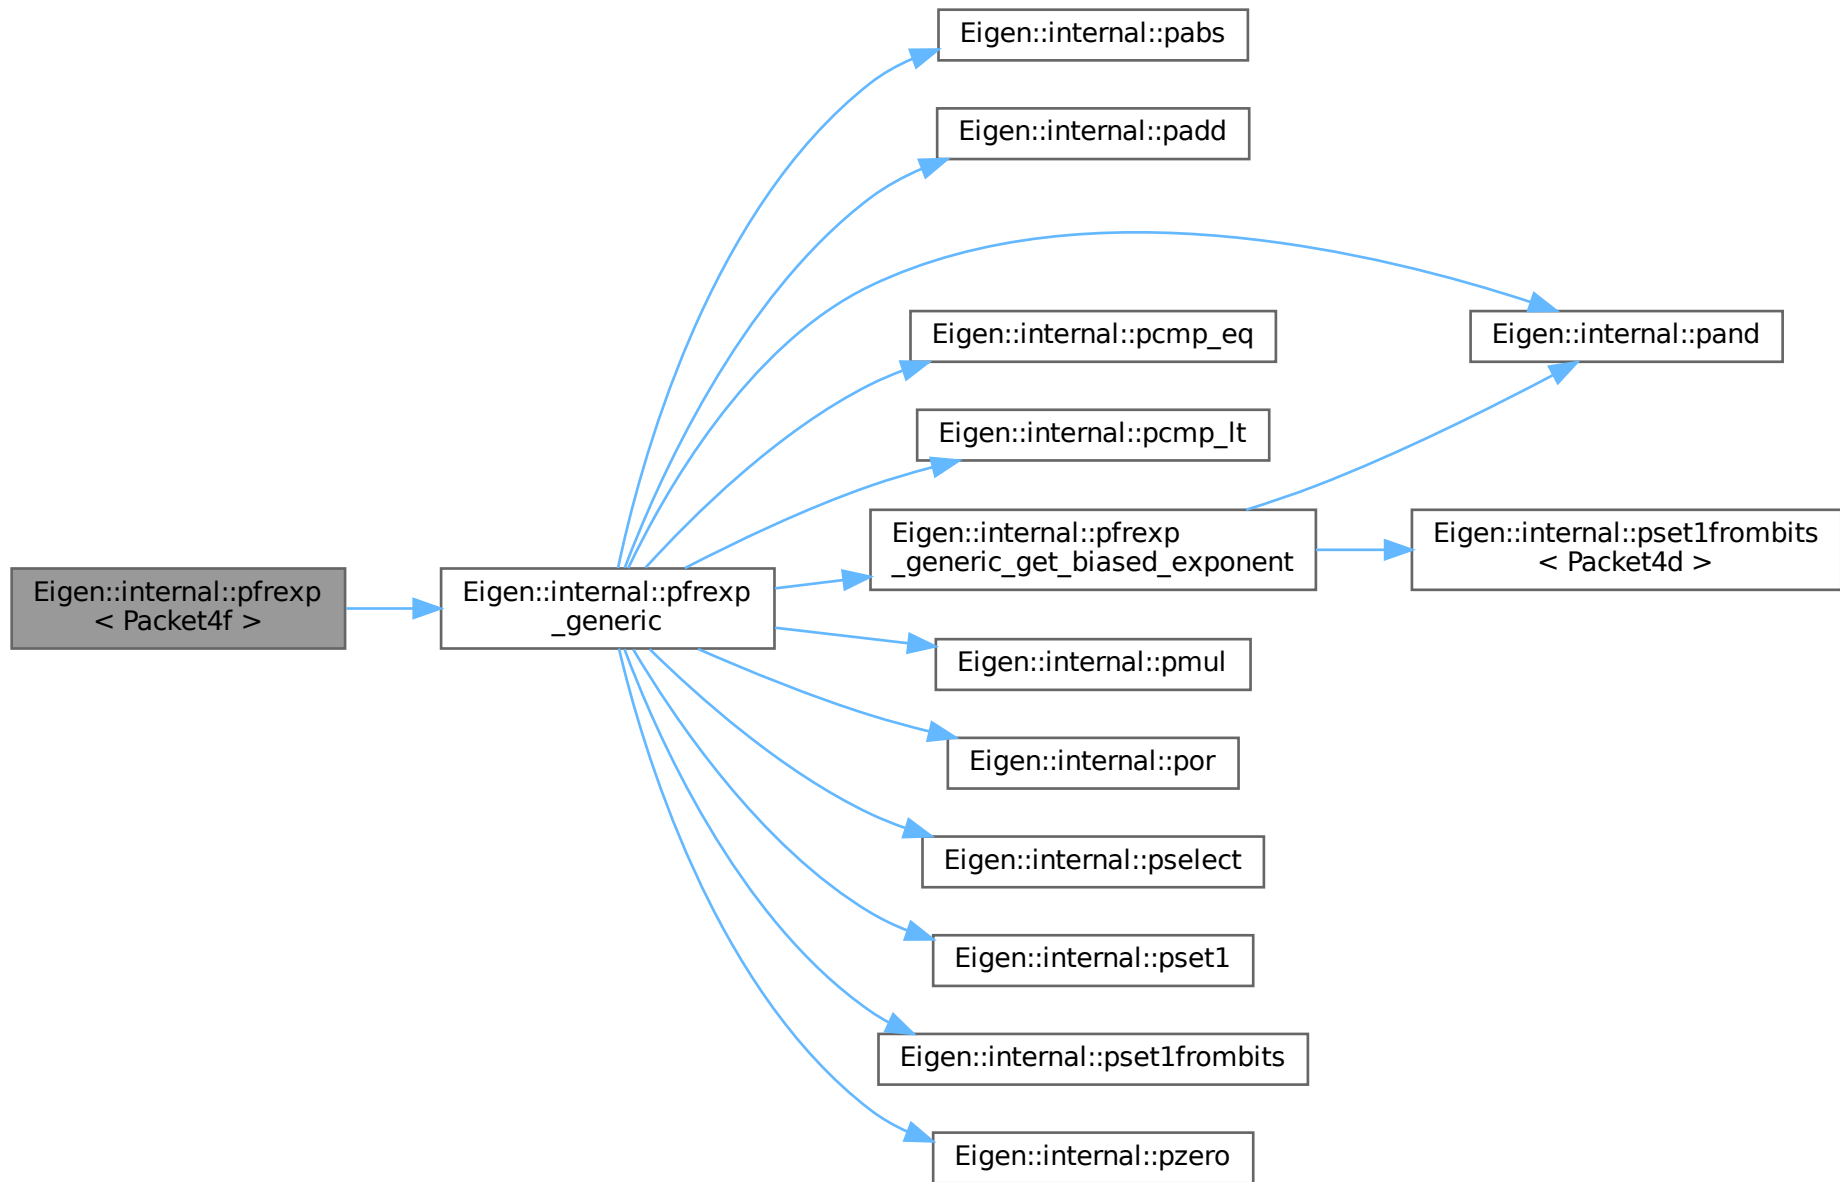 Eigen::internal::pabs
Eigen::internal::padd
Eigen::internal::pcmp_eq
Eigen::internal::pand
Eigen::internal::pcmp_lt
Eigen::internal::pfrexp
_generic_get_biased_exponent
Eigen::internal::pset1frombits
< Packet4d >
Eigen::internal::pfrexp
< Packet4f >
Eigen::internal::pfrexp
_generic
Eigen::internal::pmul
Eigen::internal::por
Eigen::internal::pselect
Eigen::internal::pset1
Eigen::internal::pset1frombits
Eigen::internal::pzero